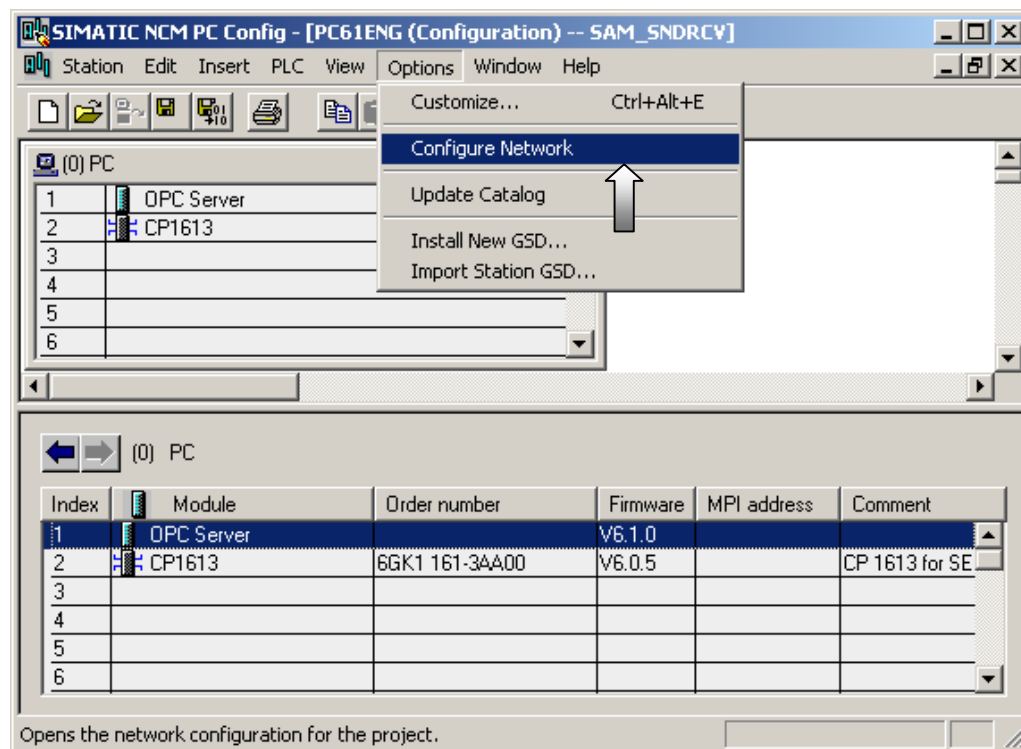 SIMATIC NCM PC Config - [PC61ENG (Configuration) -- SAM_SNDRCV]
Station Edit Insert PLC View Options Window Help
Customize... Ctrl+Alt+E
Configure Network
Update Catalog
Install New GSD...
Import Station GSD...
(0) PC
1 OPC Server
2 CP1613
3
4
5
6
(0) PC
Index Module Order number Firmware MPI address Comment
1 OPC Server V6.1.0
2 CP1613 6GK1 161-3AA00 V6.0.5 CP 1613 for SE
3
4
5
6
Opens the network configuration for the project.